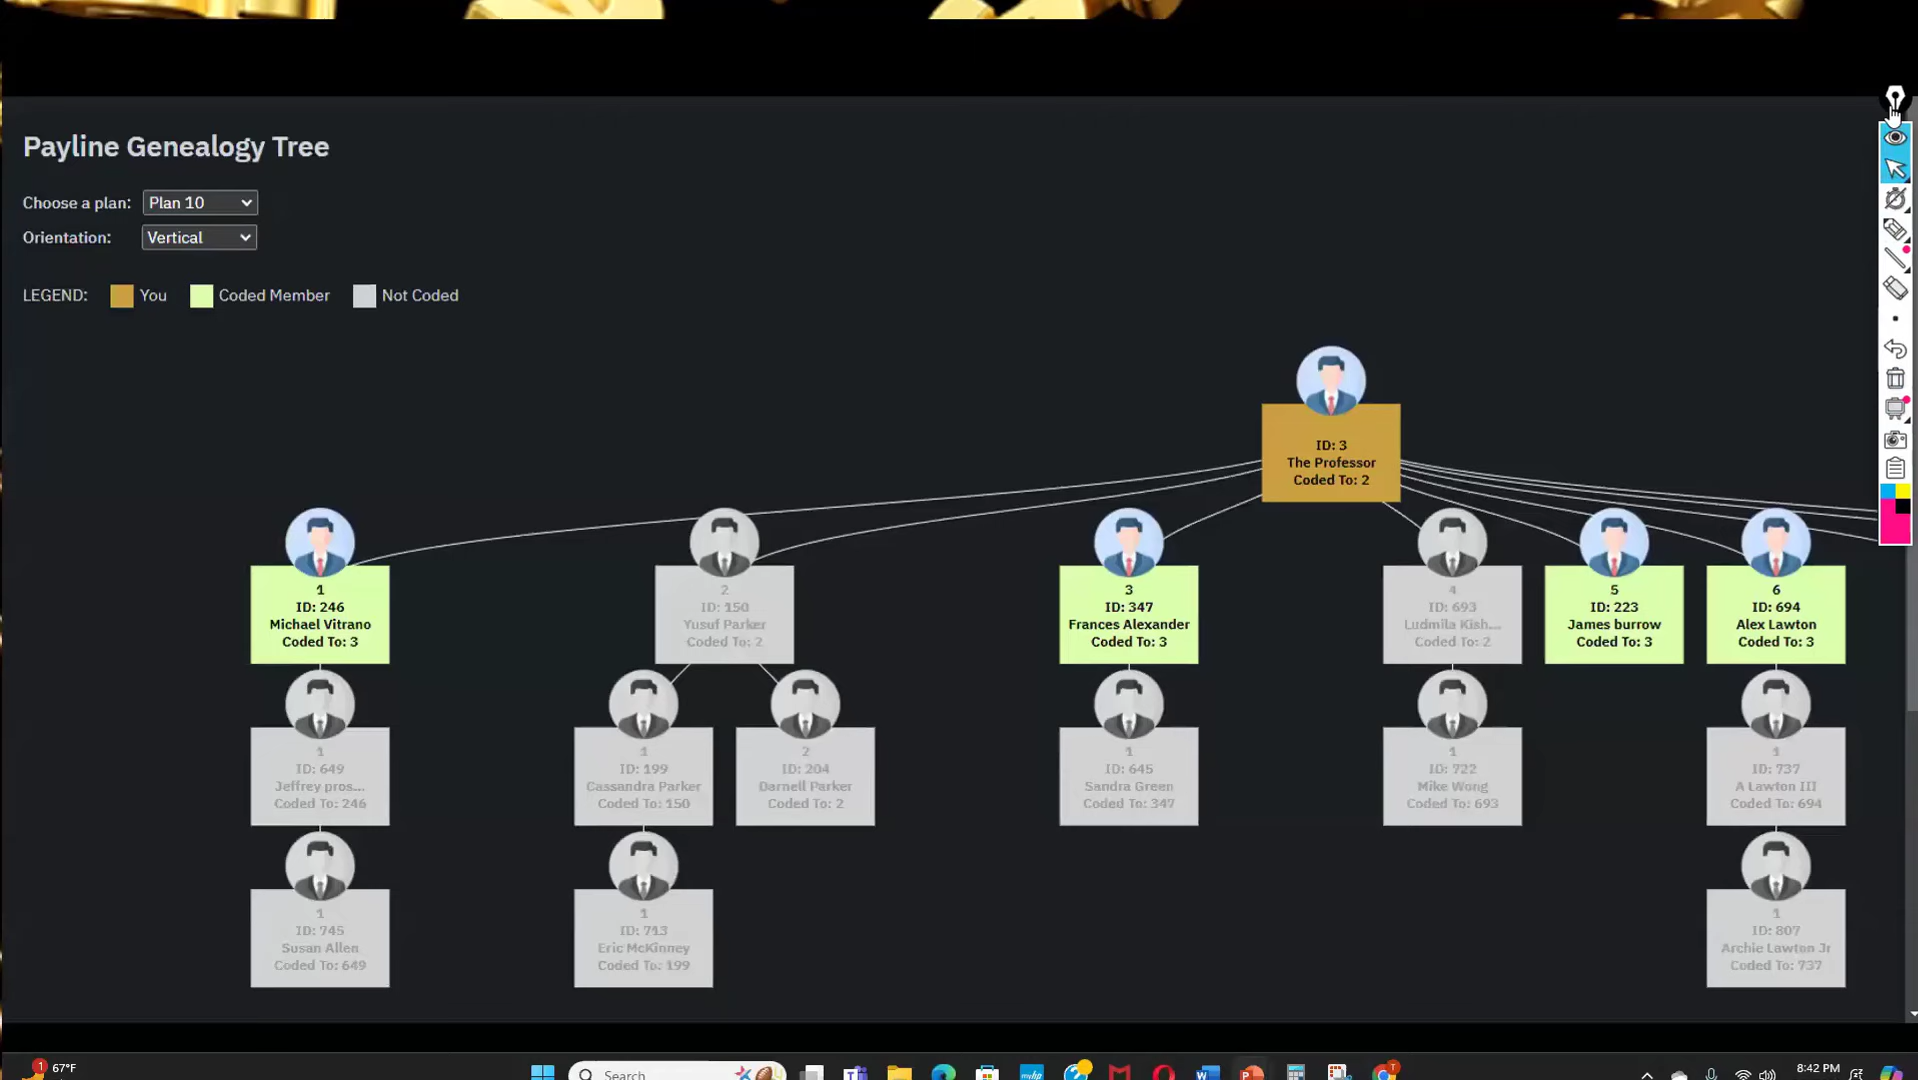 Payline Genealogy Tree
Choose a plan: Plan 10
Orientation: Vertical
LEGEND: You Coded Member Not Coded
ID: 3
The Professor
Coded To: 2
1
ID: 246
Michael Vitrano
Coded To: 3
2
ID: 150
Yusuf Parker
Coded To: 2
3
ID: 347
Frances Alexander
Coded To: 3
4
ID: 693
Ludmila Kish...
Coded To: 2
5
ID: 223
James burrow
Coded To: 3
6
ID: 694
Alex Lawton
Coded To: 3
1
ID: 649
Jeffrey pros...
Coded To: 246
1
ID: 199
Cassandra Parker
Coded To: 150
2
ID: 204
Darnell Parker
Coded To: 2
1
ID: 645
Sandra Green
Coded To: 347
1
ID: 722
Mike Wong
Coded To: 693
1
ID: 737
A Lawton III
Coded To: 694
1
ID: 745
Susan Allen
Coded To: 649
1
ID: 713
Eric McKinney
Coded To: 199
1
ID: 807
Archie Lawton Jr
Coded To: 737
1
67°F
Search
8:42 PM